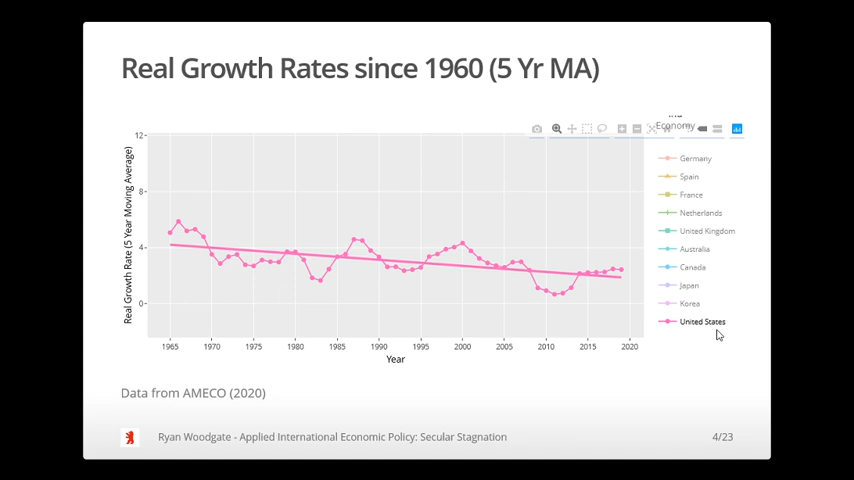 Real Growth Rates since 1960 (5 Yr MA)
Economy
12
8
4
0
Real Growth Rate (5 Year Moving Average)
1965 1970 1975 1980 1985 1990 1995 2000 2005 2010 2015 2020
Year
Germany
Spain
France
Netherlands
United Kingdom
Australia
Canada
Japan
Korea
United States
Data from AMECO (2020)
Ryan Woodgate - Applied International Economic Policy: Secular Stagnation
4/23